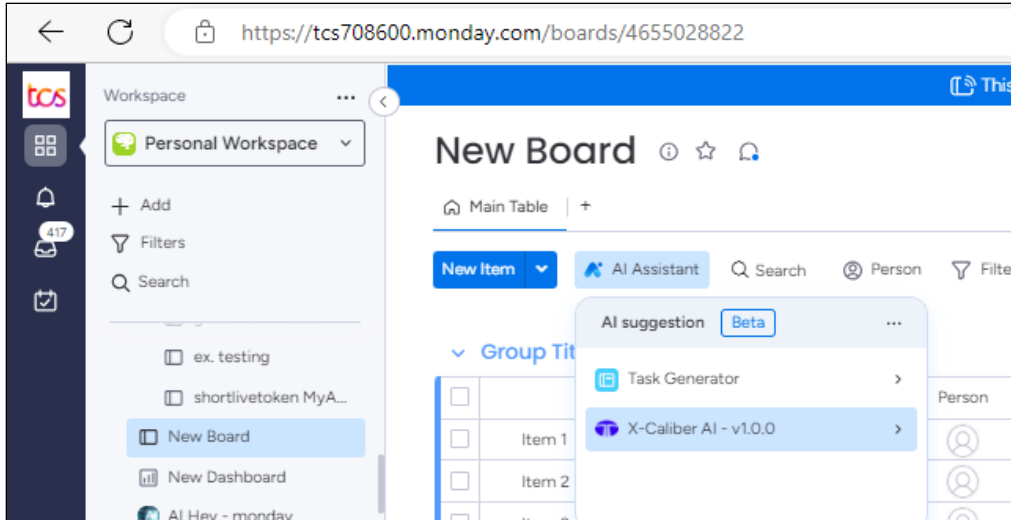 https://tcs708600.monday.com/boards/4655028822
tcs
Workspace
Personal Workspace
Add
Filters
Search
417
ex. testing
shortlivetoken MyA...
New Board
New Dashboard
AI Hey - monday
This
New Board
Main Table
+
New Item
AI Assistant
Search
Person
Filte
AI suggestion Beta
Task Generator
X-Caliber AI - v1.0.0
Group Tit
Person
Item 1
Item 2